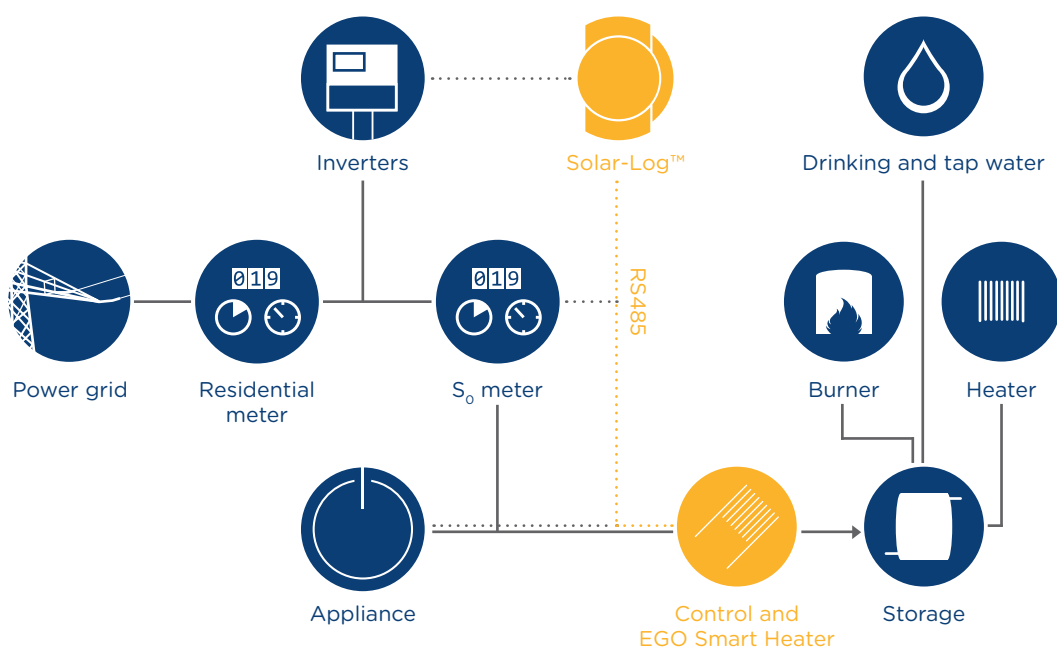 Inverters
Solar-Log™
Drinking and tap water
019
019
RS485
Power grid
Residential
meter
S₀ meter
Burner
Heater
Appliance
Control and
EGO Smart Heater
Storage